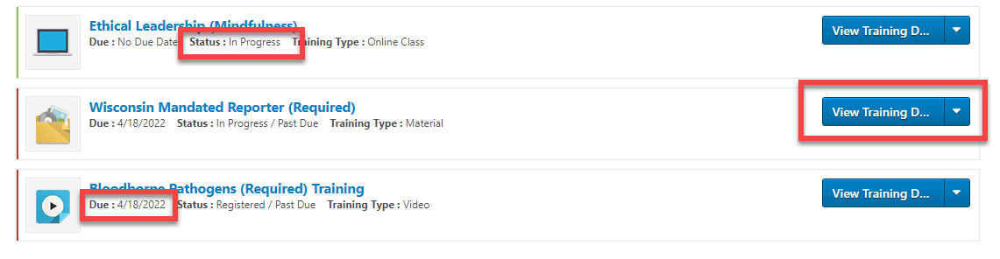 Ethical Leadership (Mindfulness)
Due : No Due Date Status : In Progress Training Type : Online Class
View Training D...
Wisconsin Mandated Reporter (Required)
Due : 4/18/2022 Status : In Progress / Past Due Training Type : Material
View Training D...
Bloodborne Pathogens (Required) Training
Due : 4/18/2022 Status : Registered / Past Due Training Type : Video
View Training D...